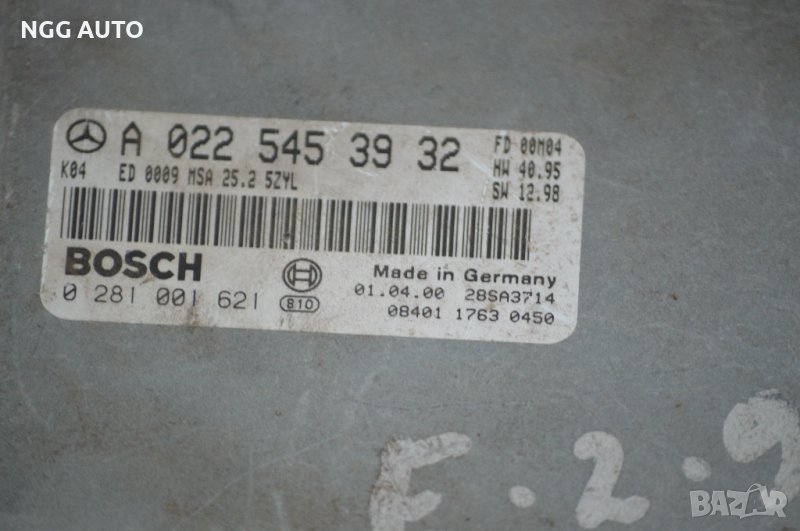 NGG AUTO
A 022 545 39 32
FD 00M04
K04 ED 0009 MSA 25.2 5ZYL
HW 40.95
SW 12.98
BOSCH
Made in Germany
0 281 001 621
810
01.04.00 28SA3714
08401 1763 0450
F.2.9
BAZAR